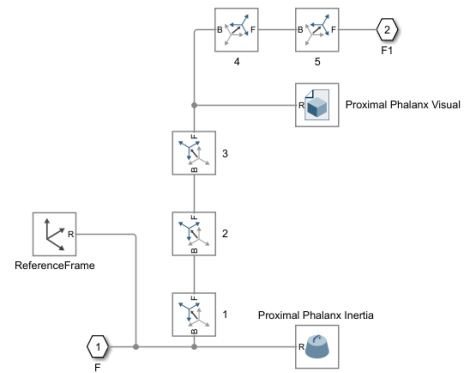 B F
4
B F
5
2
F1
R
Proximal Phalanx Visual
F
B
3
F
B
2
R
ReferenceFrame
F
B
1
Proximal Phalanx Inertia
1
F
R